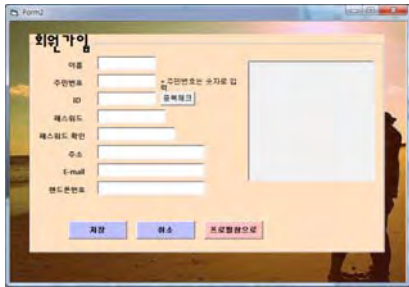 Form2
회원가입
이름
주민번호
* 주민번호은 숫자로 입
력
ID
중복체크
패스워드
패스워드 확인
주소
E-mail
핸드폰번호
저장
취소
프로필창으로